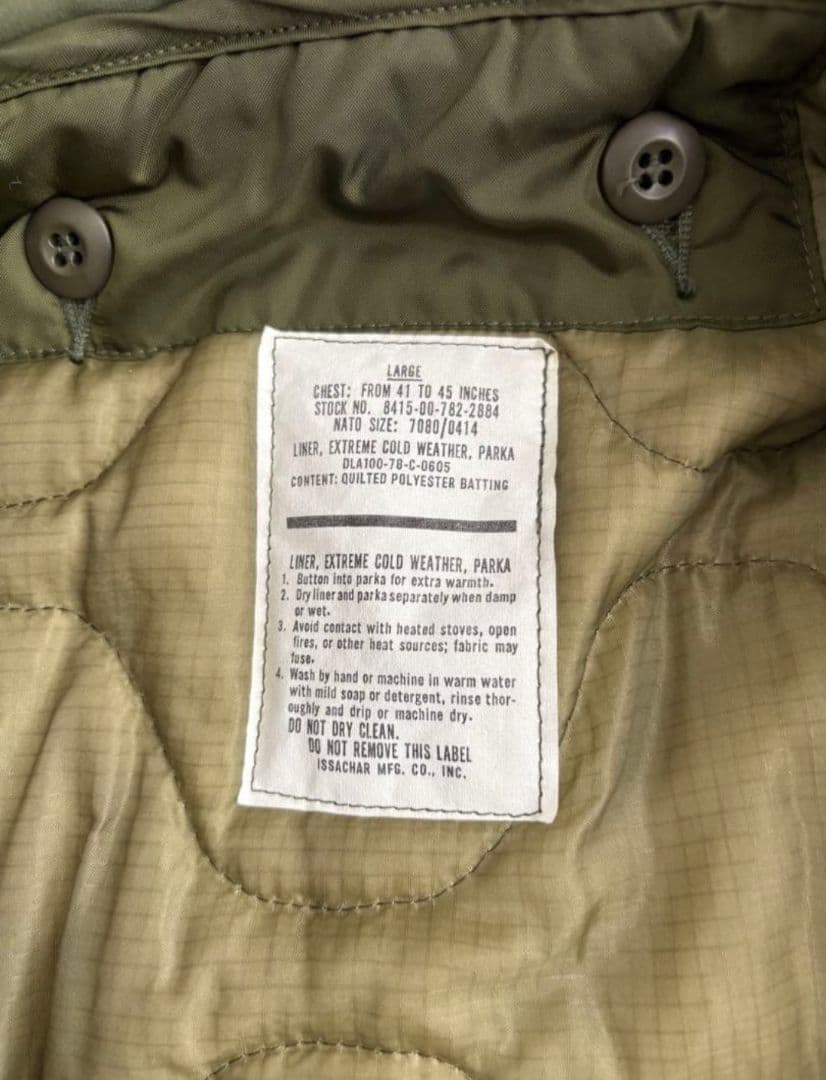 LARGE
CHEST: FROM 41 TO 45 INCHES
STOCK NO. 8415-00-782-2884
NATO SIZE: 7080/0414
LINER, EXTREME COLD WEATHER, PARKA
DLA100-78-C-0605
CONTENT: QUILTED POLYESTER BATTING
LINER, EXTREME COLD WEATHER, PARKA
1. Button into parka for extra warmth.
2. Dry liner and parka separately when damp
or wet.
3. Avoid contact with heated stoves, open
fires, or other heat sources; fabric may
fuse.
4. Wash by hand or machine in warm water
with mild soap or detergent, rinse thor-
oughly and drip or machine dry.
DO NOT DRY CLEAN.
DO NOT REMOVE THIS LABEL
ISSACHAR MFG. CO., INC.